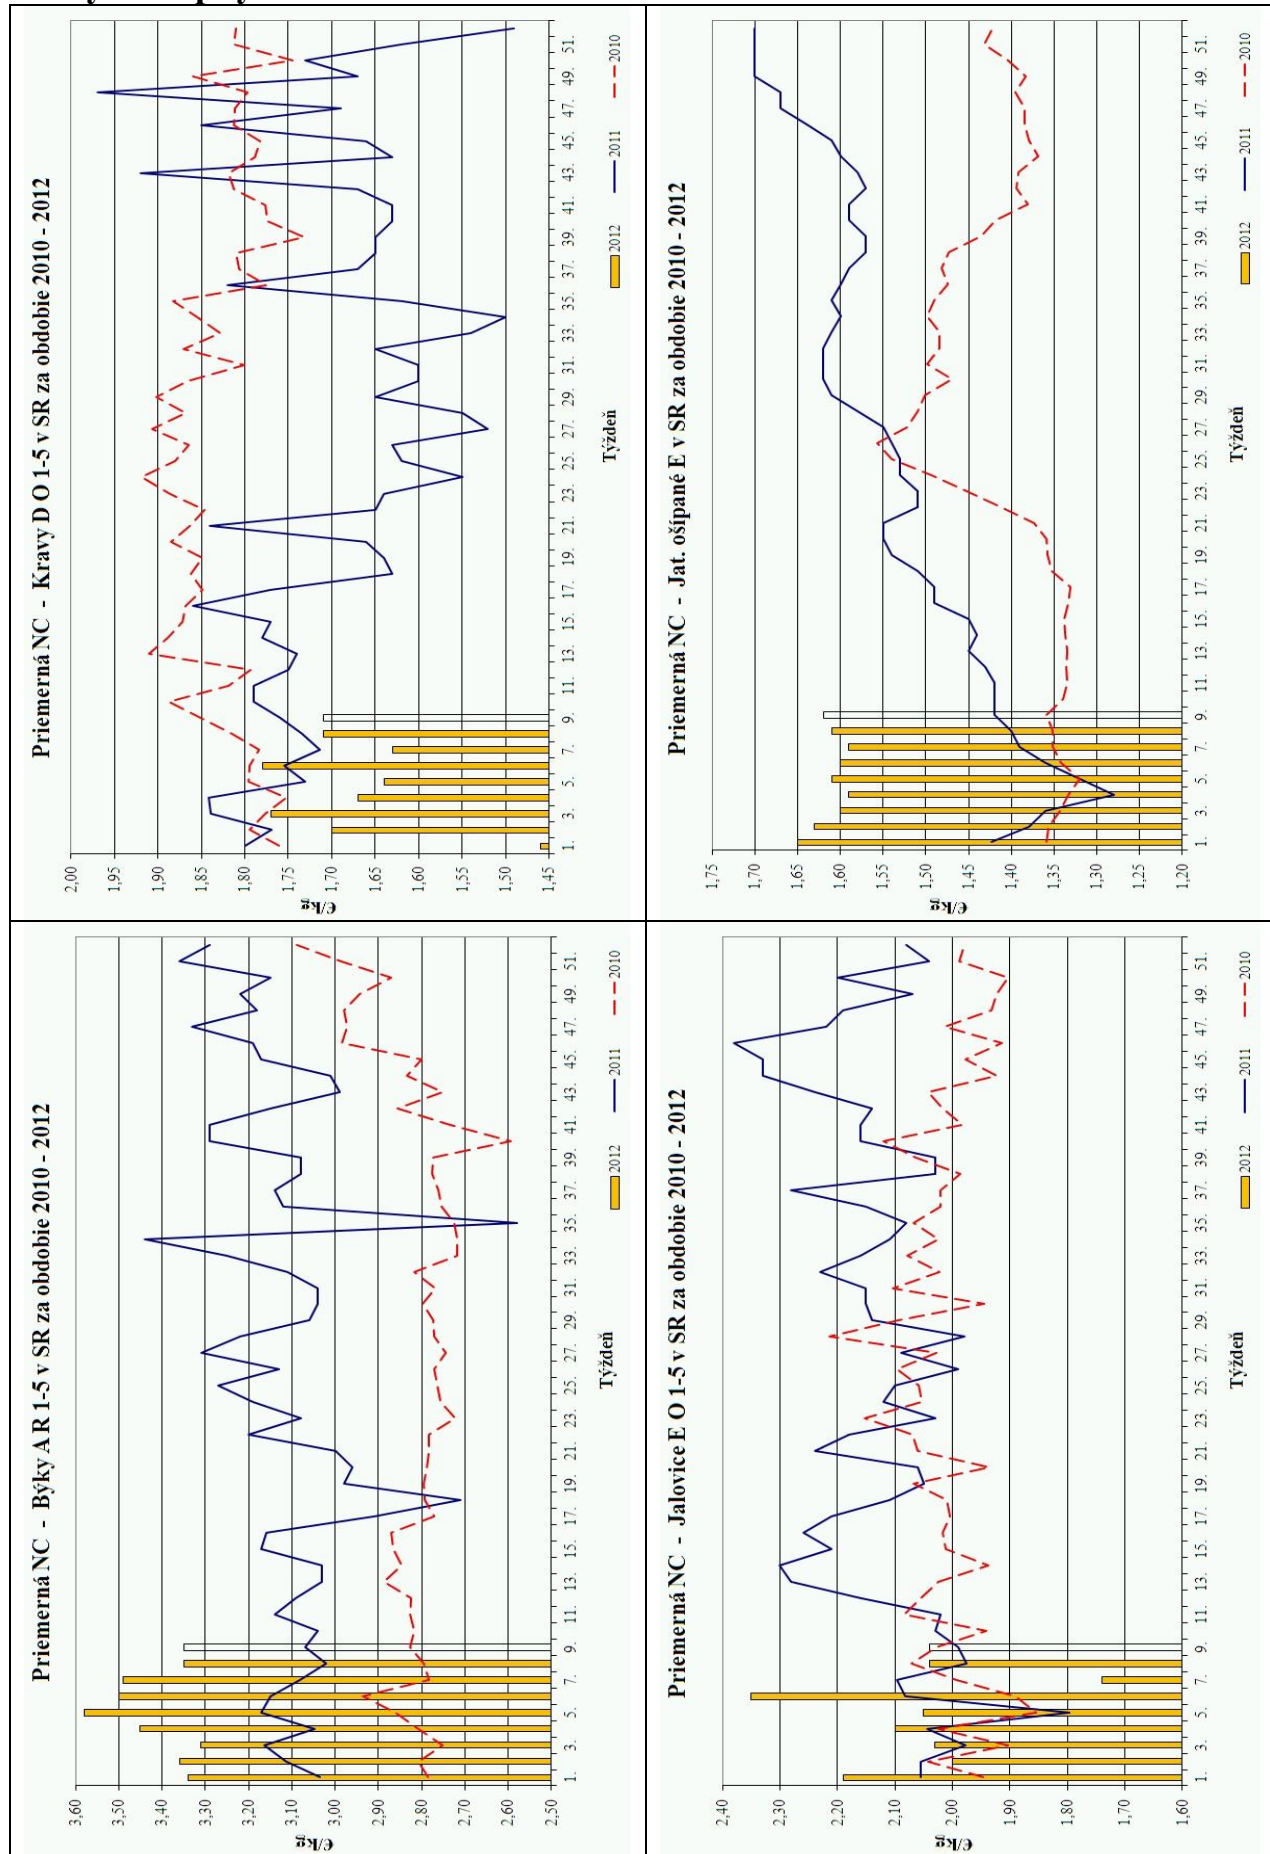 Priemerná NC - Býky A R 1-5 v SR za obdobie 2010 - 2012
€/kg
3,60
3,50
3,40
3,30
3,20
3,10
3,00
2,90
2,80
2,70
2,60
2,50
1. 3. 5. 7. 9. 11. 13. 15. 17. 19. 21. 23. 25. 27. 29. 31. 33. 35. 37. 39. 41. 43. 45. 47. 49. 51.
Týždeň
2012 2011 2010
Priemerná NC - Kravy D O 1-5 v SR za obdobie 2010 - 2012
€/kg
2,00
1,95
1,90
1,85
1,80
1,75
1,70
1,65
1,60
1,55
1,50
1,45
1. 3. 5. 7. 9. 11. 13. 15. 17. 19. 21. 23. 25. 27. 29. 31. 33. 35. 37. 39. 41. 43. 45. 47. 49. 51.
Týždeň
2012 2011 2010
Priemerná NC - Jalovice E O 1-5 v SR za obdobie 2010 - 2012
€/kg
2,40
2,30
2,20
2,10
2,00
1,90
1,80
1,70
1,60
1. 3. 5. 7. 9. 11. 13. 15. 17. 19. 21. 23. 25. 27. 29. 31. 33. 35. 37. 39. 41. 43. 45. 47. 49. 51.
Týždeň
2012 2011 2010
Priemerná NC - Jat. ošípané E v SR za obdobie 2010 - 2012
€/kg
1,75
1,70
1,65
1,60
1,55
1,50
1,45
1,40
1,35
1,30
1,25
1,20
1. 3. 5. 7. 9. 11. 13. 15. 17. 19. 21. 23. 25. 27. 29. 31. 33. 35. 37. 39. 41. 43. 45. 47. 49. 51.
Týždeň
2012 2011 2010